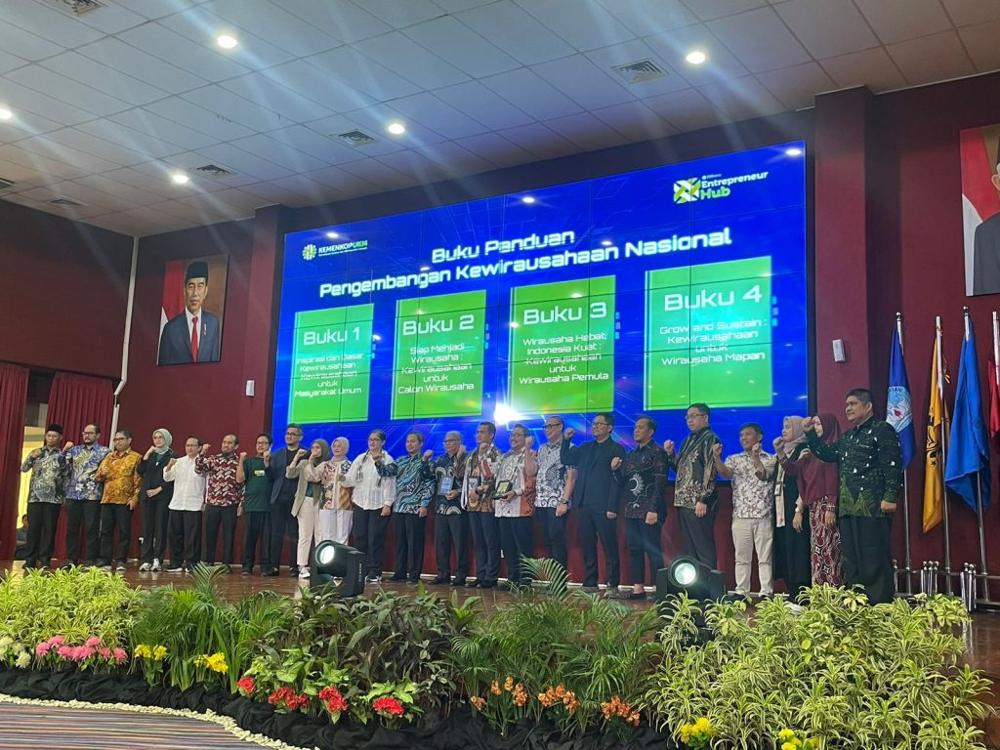 KEMENKOPUKM
Entrepreneur
Hub
Buku Panduan
Pengembangan Kewirausahaan Nasional
Buku 1
Inspirasi dan Dasar
Kewirausahaan :
Kewirausahaan
untuk
Masyarakat Umum
Buku 2
Siap Menjadi
Wirausaha :
Kewirausahaan
untuk
Calon Wirausaha
Buku 3
Wirausaha Hebat,
Indonesia Kuat :
Kewirausahaan
untuk
Wirausaha Pemula
Buku 4
Grow and Sustain :
Kewirausahaan
untuk
Wirausaha Mapan